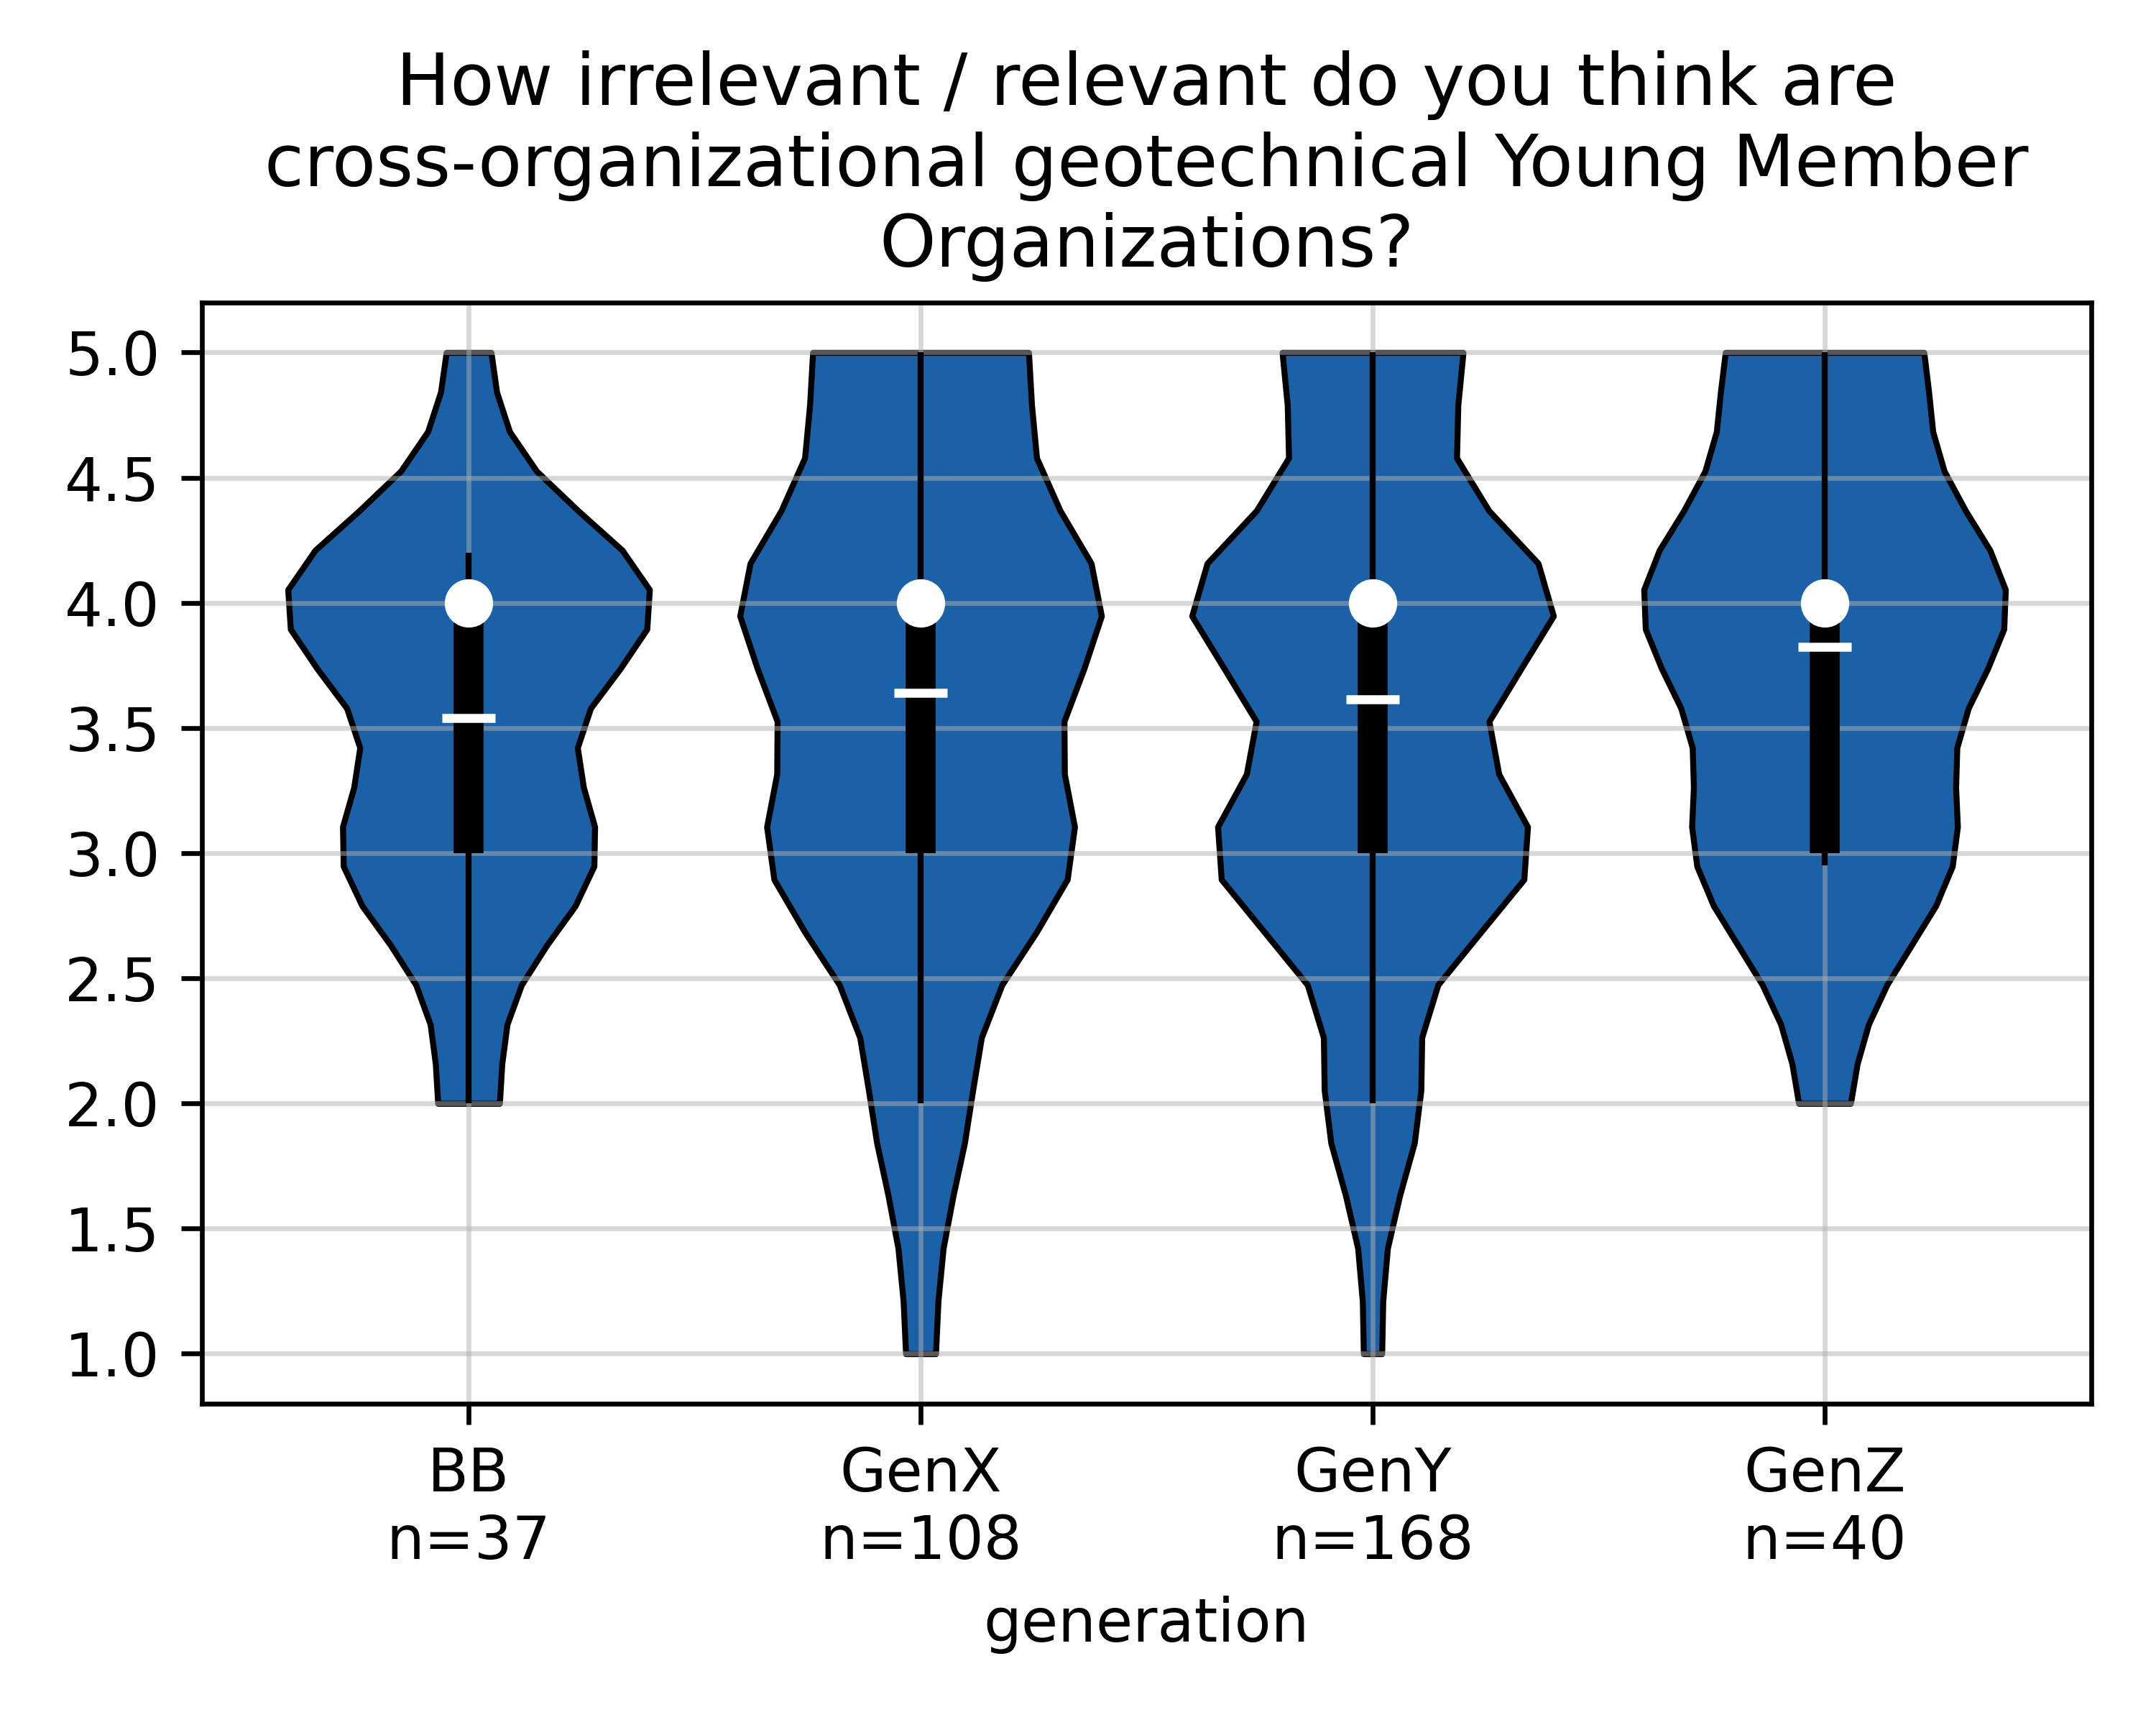 How irrelevant / relevant do you think are
cross-organizational geotechnical Young Member
Organizations?
5.0
4.5
4.0
3.5
3.0
2.5
2.0
1.5
1.0
BB GenX GenY GenZ
n=37 n=108 n=168 n=40
generation